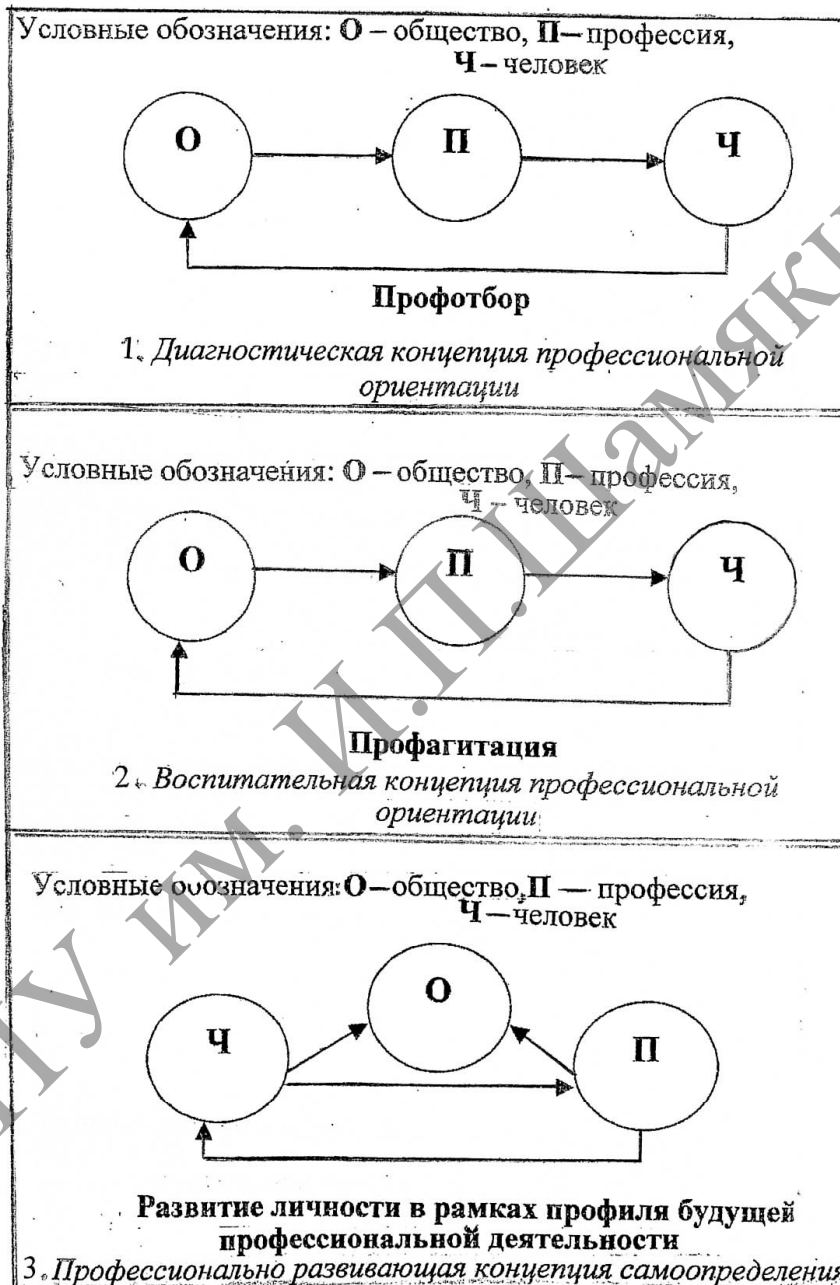 Условные обозначения: О – общество, П– профессия,
Ч – человек
О
П
Ч
Профотбор
1. Диагностическая концепция профессиональной
ориентации
Условные обозначения: О – общество, П– профессия,
Ч – человек
О
П
Ч
Профагитация
2. Воспитательная концепция профессиональной
ориентации
Условные обозначения: О–общество, П — профессия,
Ч—человек
О
Ч
П
Развитие личности в рамках профиля будущей
профессиональной деятельности
3. Профессионально развивающая концепция самоопределения
им. И.П.Шамяки